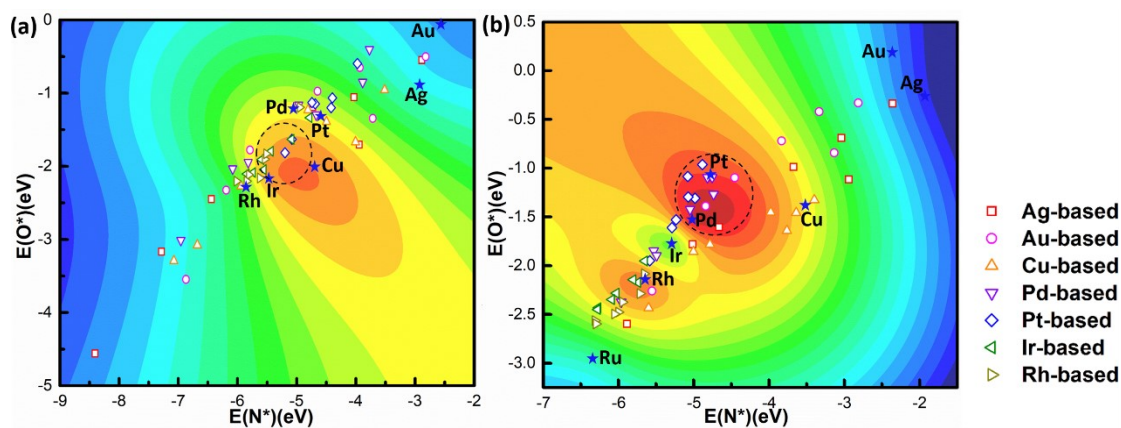 (a)
0
-1
-2
-3
-4
-5
E(O*)(eV)
-9 -8 -7 -6 -5 -4 -3 -2
E(N*)(eV)
Au
Ag
Pd
Pt
Cu
Ir
Rh
(b)
0.5
0.0
-0.5
-1.0
-1.5
-2.0
-2.5
-3.0
E(O*)(eV)
-7 -6 -5 -4 -3 -2
E(N*)(eV)
Au
Ag
Pt
Pd
Cu
Ir
Rh
Ru
Ag-based
Au-based
Cu-based
Pd-based
Pt-based
Ir-based
Rh-based